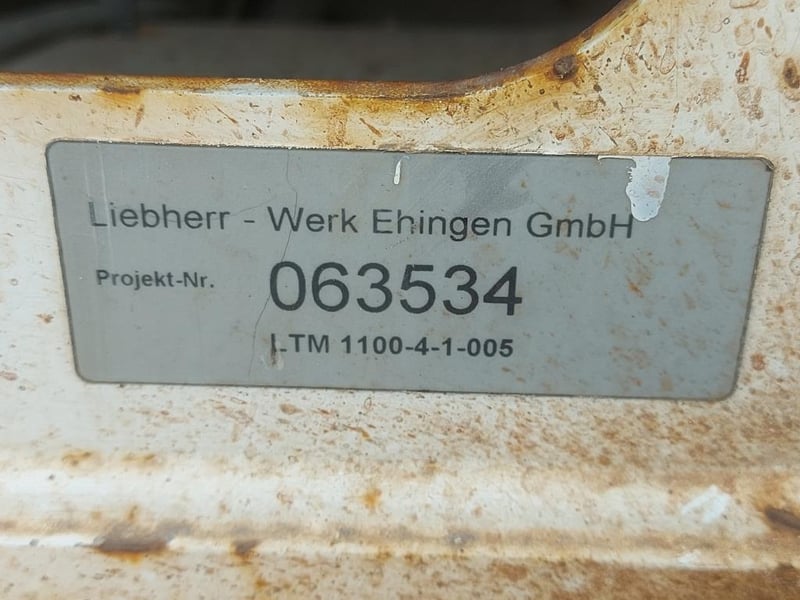 Liebherr - Werk Ehingen GmbH
Projekt-Nr. 063534
LTM 1100-4-1-005